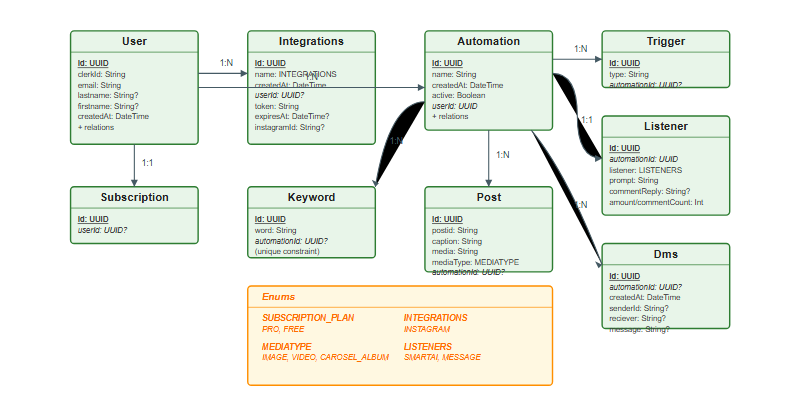 User
Id: UUID
clerkId: String
email: String
lastname: String?
firstname: String?
createdAt: DateTime
+ relations
1:N
Integrations
Id: UUID
name: INTEGRATIONS
createdAt: DateTime
userId: UUID?
token: String
expiresAt: DateTime?
instagramId: String?
1:N
Automation
Id: UUID
name: String
createdAt: DateTime
active: Boolean
userId: UUID
+ relations
1:N
Trigger
Id: UUID
type: String
automationId: UUID?
1:1
Listener
Id: UUID
automationId: UUID
listener: LISTENERS
prompt: String
commentReply: String?
amount/commentCount: Int
1:1
Subscription
Id: UUID
userId: UUID?
1:N
Keyword
Id: UUID
word: String
automationId: UUID?
(unique constraint)
1:N
Post
Id: UUID
postid: String
caption: String
media: String
mediaType: MEDIATYPE
automationId: UUID?
1:N
Dms
Id: UUID
automationId: UUID?
createdAt: DateTime
senderId: String?
reciever: String?
message: String?
Enums
SUBSCRIPTION_PLAN
PRO, FREE
INTEGRATIONS
INSTAGRAM
MEDIATYPE
IMAGE, VIDEO, CAROSEL_ALBUM
LISTENERS
SMARTAI, MESSAGE